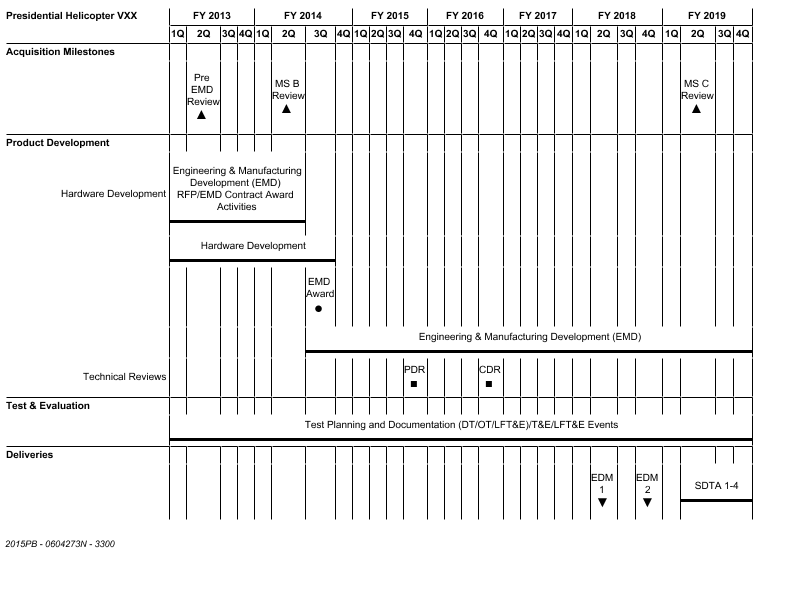 Presidential Helicopter VXX FY 2013 FY 2014 FY 2015 FY 2016 FY 2017 FY 2018 FY 2019
1Q 2Q 3Q 4Q 1Q 2Q 3Q 4Q 1Q 2Q 3Q 4Q 1Q 2Q 3Q 4Q 1Q 2Q 3Q 4Q 1Q 2Q 3Q 4Q 1Q 2Q 3Q 4Q
Acquisition Milestones
Pre
EMD
Review
MS B
Review
MS C
Review
Product Development
Hardware Development
Engineering & Manufacturing
Development (EMD)
RFP/EMD Contract Award
Activities
Hardware Development
EMD
Award
Engineering & Manufacturing Development (EMD)
Technical Reviews
PDR
CDR
Test & Evaluation
Test Planning and Documentation (DT/OT/LFT&E)/T&E/LFT&E Events
Deliveries
EDM
1
EDM
2
SDTA 1-4
2015PB - 0604273N - 3300